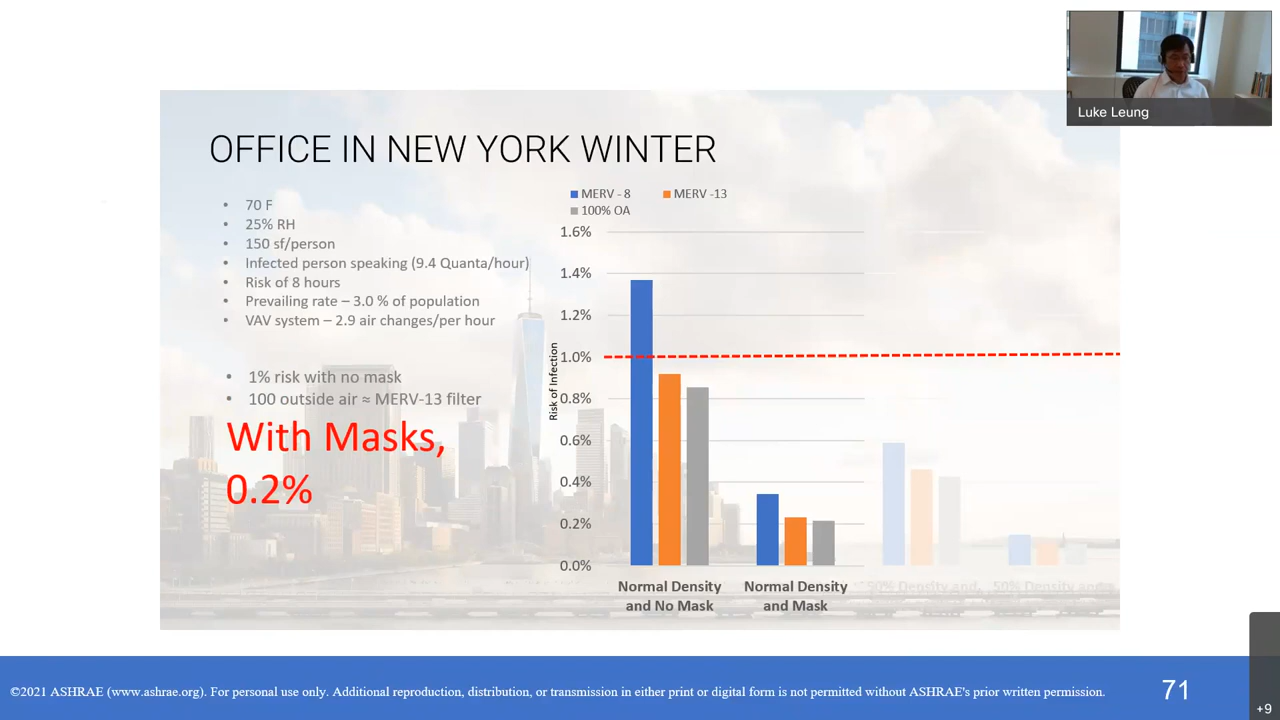 Luke Leung
OFFICE IN NEW YORK WINTER
• 70 F
• 25% RH
• 150 sf/person
• Infected person speaking (9.4 Quanta/hour)
• Risk of 8 hours
• Prevailing rate – 3.0 % of population
• VAV system – 2.9 air changes/per hour
• 1% risk with no mask
• 100 outside air ≈ MERV-13 filter
With Masks,
0.2%
MERV - 8 MERV -13
100% OA
1.6%
1.4%
1.2%
1.0%
0.8%
0.6%
0.4%
0.2%
0.0%
Risk of Infection
Normal Density
and No Mask
Normal Density
and Mask
50% Density and
50% Density and
©2021 ASHRAE (www.ashrae.org). For personal use only. Additional reproduction, distribution, or transmission in either print or digital form is not permitted without ASHRAE's prior written permission.
71
+9